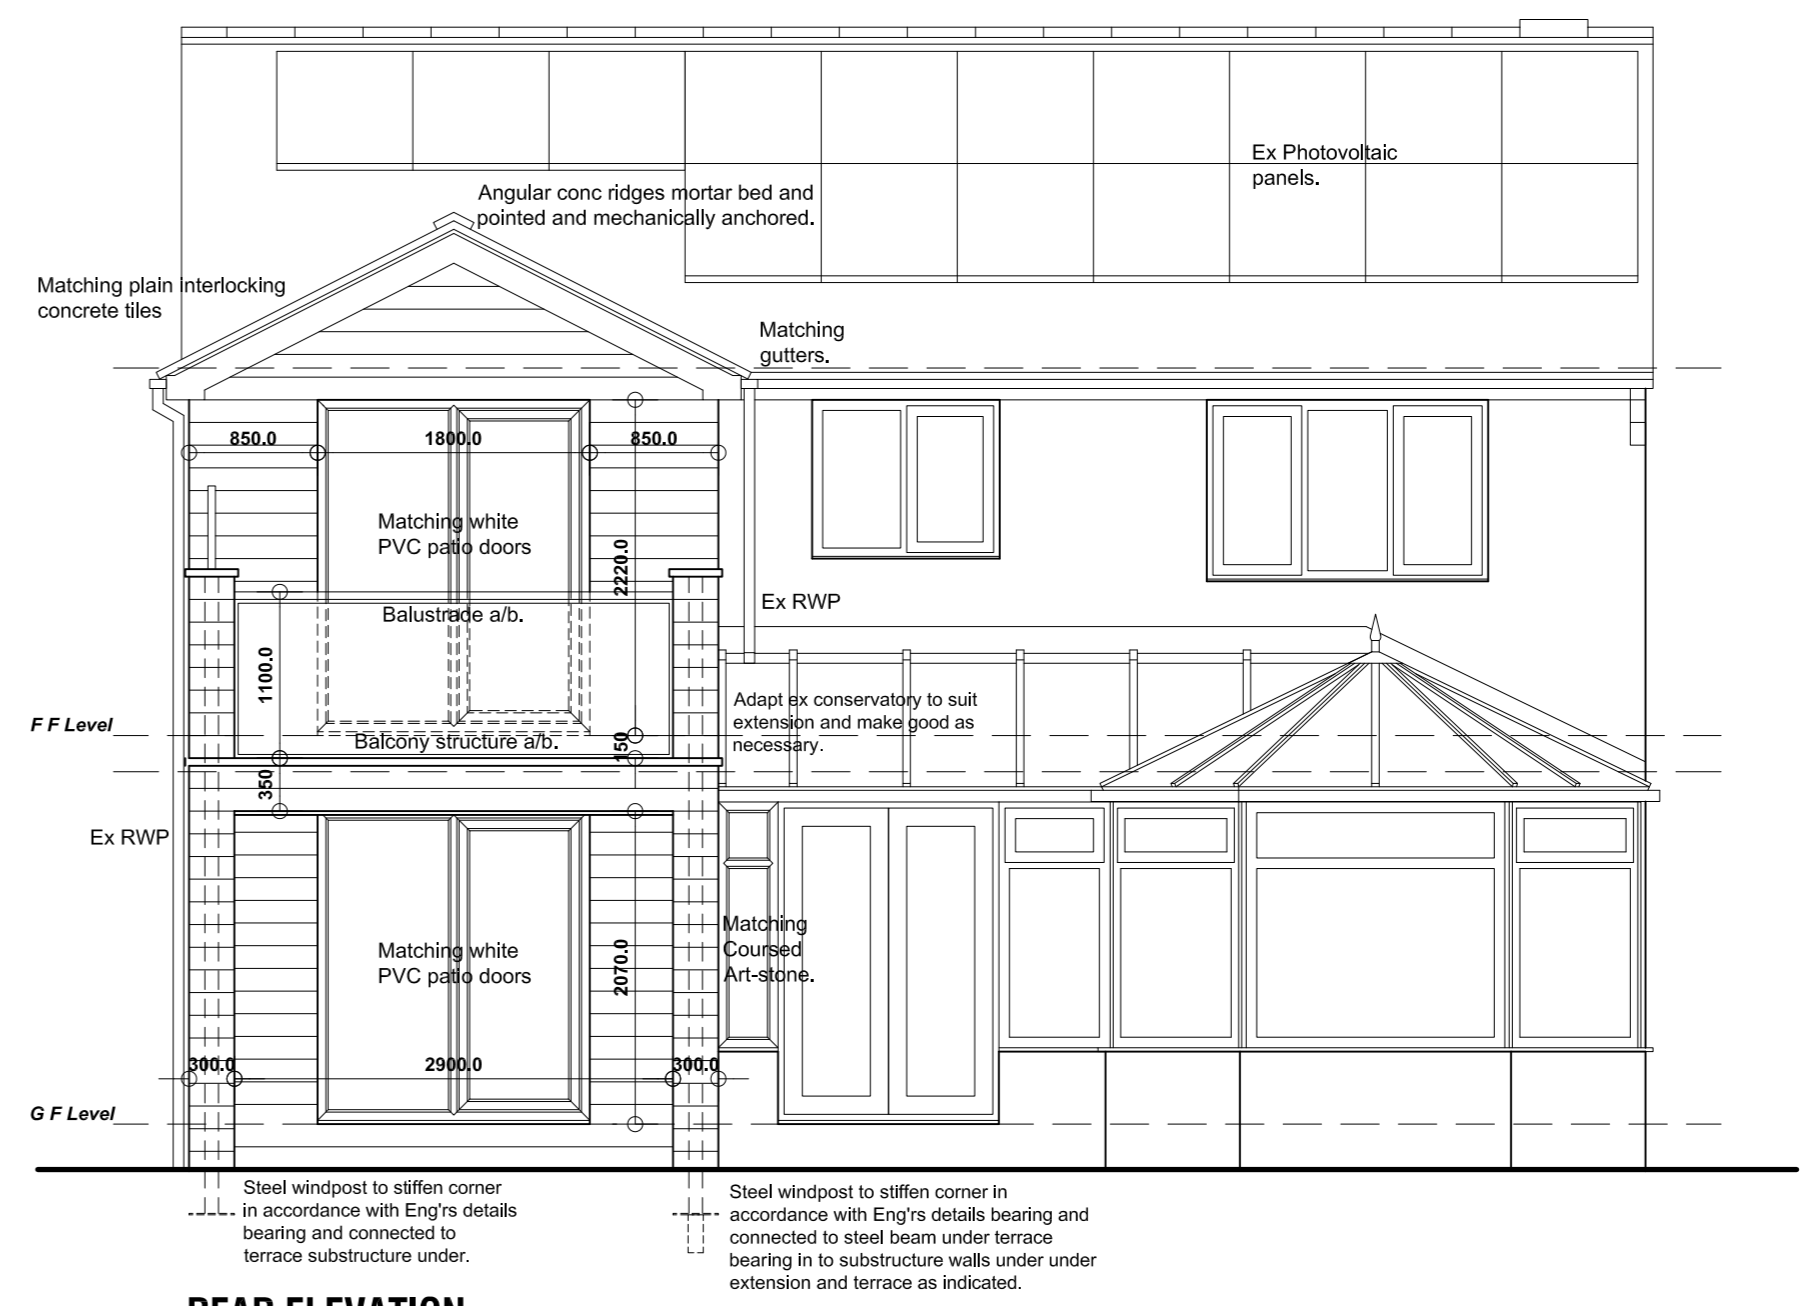 Ex Photovoltaic
panels.
Angular conc ridges mortar bed and
pointed and mechanically anchored.
Matching plain interlocking
concrete tiles
Matching
gutters.
850.0
1800.0
850.0
Matching white
PVC patio doors
2220.0
Ex RWP
Balustrade a/b.
1100.0
Adapt ex conservatory to suit
extension and make good as
necessary.
F F Level
Balcony structure a/b.
150
350
Ex RWP
Matching
Coursed
Art-stone.
Matching white
PVC patio doors
2070.0
300.0
2900.0
300.0
G F Level
Steel windpost to stiffen corner
in accordance with Eng'rs details
bearing and connected to
terrace substructure under.
Steel windpost to stiffen corner in
accordance with Eng'rs details bearing and
connected to steel beam under terrace
bearing in to substructure walls under under
extension and terrace as indicated.
REAR ELEVATION